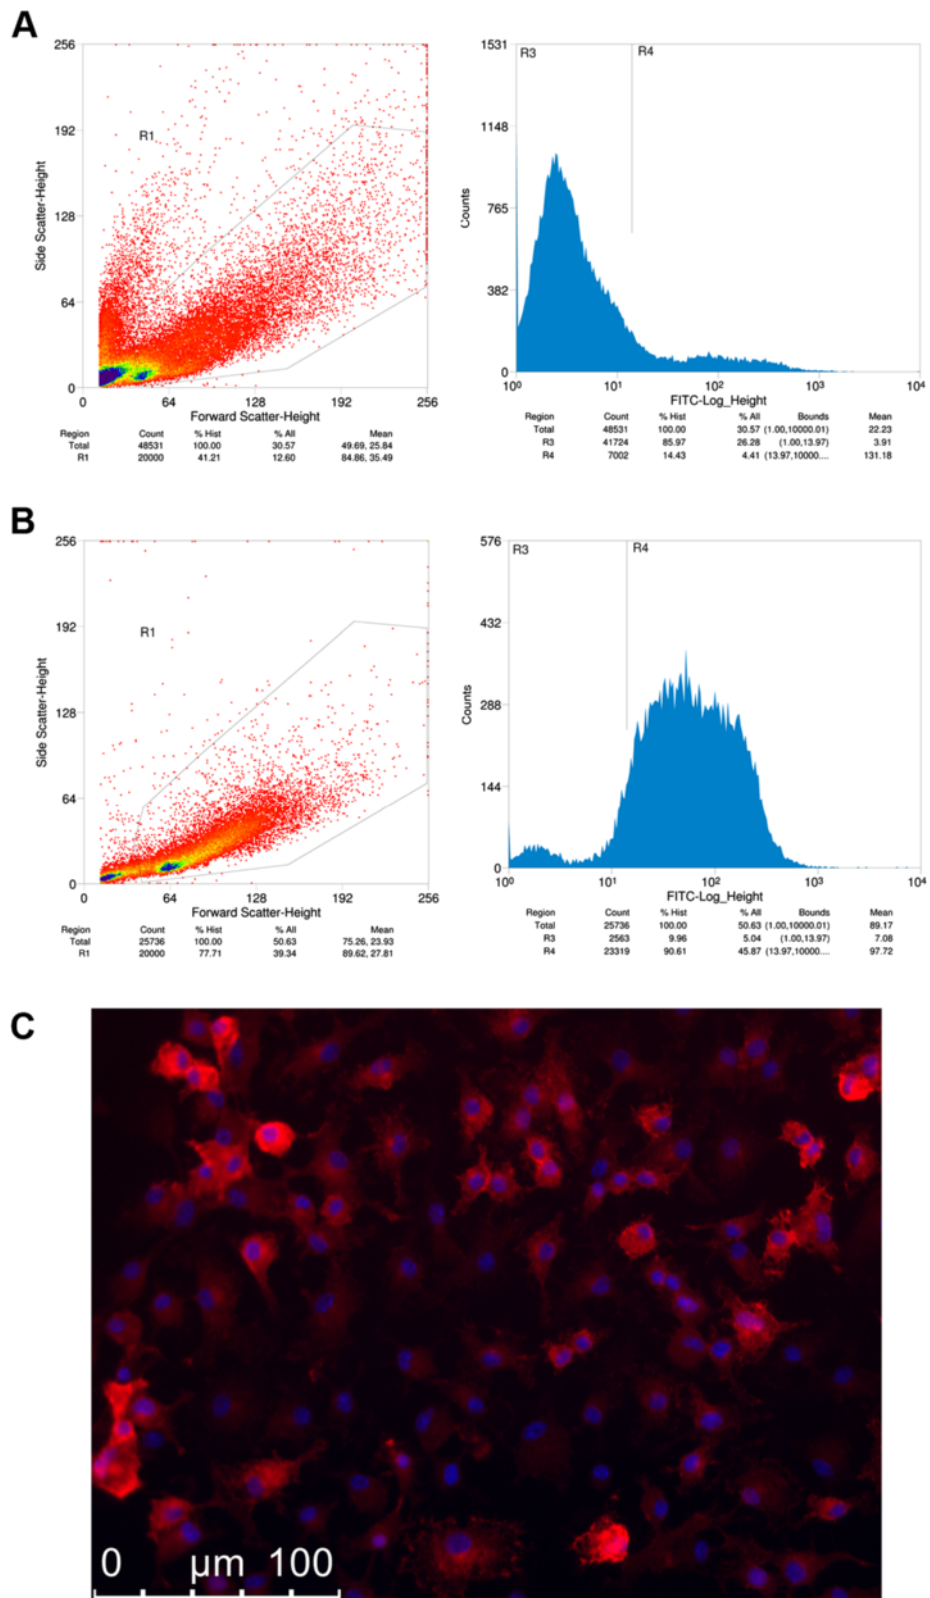 A
256
192
128
64
0
Side Scatter-Height
R1
0 64 128 192 256
Forward Scatter-Height
Region Count % Hist % All Mean
Total 48531 100.00 30.57 49.69, 25.84
R1 20000 41.21 12.60 84.86, 35.49
1531
1148
765
382
0
Counts
R3 R4
10⁰ 10¹ 10² 10³ 10⁴
FITC-Log_Height
Region Count % Hist % All Bounds Mean
Total 48531 100.00 30.57 (1.00,10000.01) 22.23
R3 41724 85.97 26.28 (1.00,13.97) 3.91
R4 7002 14.43 4.41 (13.97,10000.... 131.18
B
256
192
128
64
0
Side Scatter-Height
R1
0 64 128 192 256
Forward Scatter-Height
Region Count % Hist % All Mean
Total 25736 100.00 50.63 75.26, 23.93
R1 20000 77.71 39.34 89.62, 27.81
576
432
288
144
0
Counts
R3 R4
10⁰ 10¹ 10² 10³ 10⁴
FITC-Log_Height
Region Count % Hist % All Bounds Mean
Total 25736 100.00 50.63 (1.00,10000.01) 89.17
R3 2563 9.96 5.04 (1.00,13.97) 7.08
R4 23319 90.61 45.87 (13.97,10000.... 97.72
C
0 µm 100